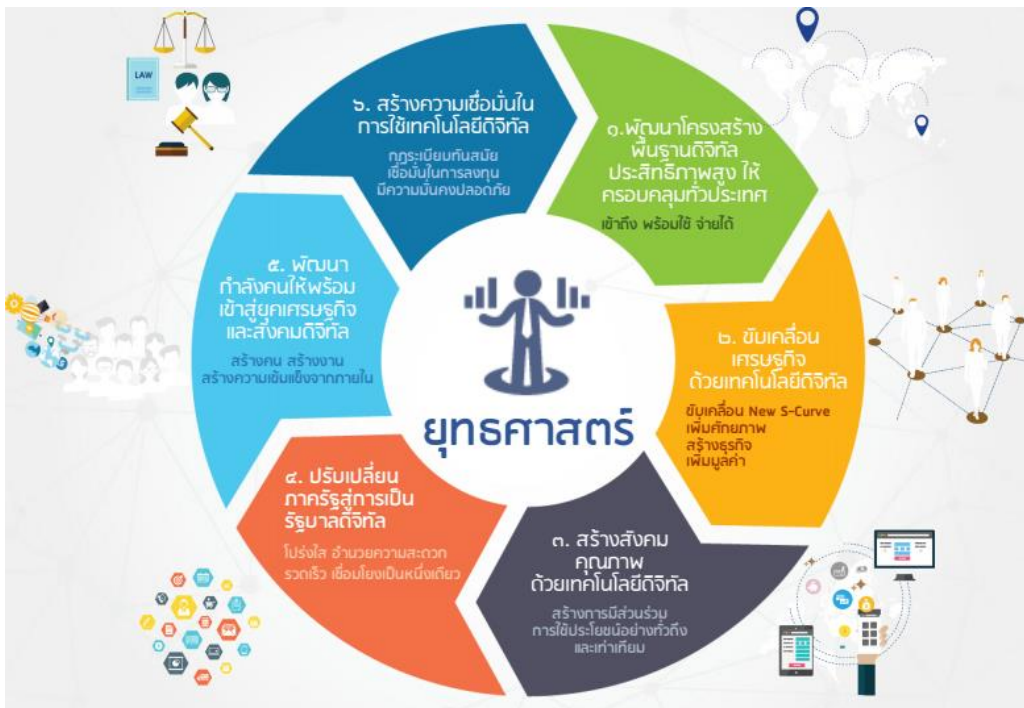 ๑.พัฒนาโครงสร้าง
พื้นฐานดิจิทัล
ประสิทธิภาพสูง ให้
ครอบคลุมทั่วประเทศ
เข้าถึง พร้อมใช้ จ่ายได้
๒. ขับเคลื่อน
เศรษฐกิจ
ด้วยเทคโนโลยีดิจิทัล
ขับเคลื่อน New S-Curve
เพิ่มศักยภาพ
สร้างธุรกิจ
เพิ่มมูลค่า
๓. สร้างสังคม
คุณภาพ
ด้วยเทคโนโลยีดิจิทัล
สร้างการมีส่วนร่วม
การใช้ประโยชน์อย่างทั่วถึง
และเท่าเทียม
๔. ปรับเปลี่ยน
ภาครัฐสู่การเป็น
รัฐบาลดิจิทัล
โปร่งใส อำนวยความสะดวก
รวดเร็ว เชื่อมโยงเป็นหนึ่งเดียว
๕. พัฒนา
กำลังคนให้พร้อม
เข้าสู่ยุคเศรษฐกิจ
และสังคมดิจิทัล
สร้างคน สร้างงาน
สร้างความเข้มแข็งจากภายใน
๖. สร้างความเชื่อมั่นใน
การใช้เทคโนโลยีดิจิทัล
กฎระเบียบทันสมัย
เชื่อมั่นในการลงทุน
มีความมั่นคงปลอดภัย
ยุทธศาสตร์
LAW